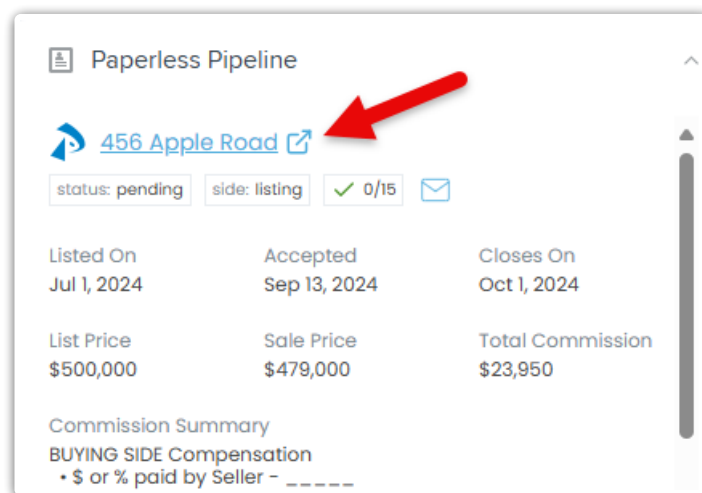 Paperless Pipeline
456 Apple Road
status: pending side: listing 0/15
Listed On Accepted Closes On
Jul 1, 2024 Sep 13, 2024 Oct 1, 2024
List Price Sale Price Total Commission
$500,000 $479,000 $23,950
Commission Summary
BUYING SIDE Compensation
• $ or % paid by Seller - _____